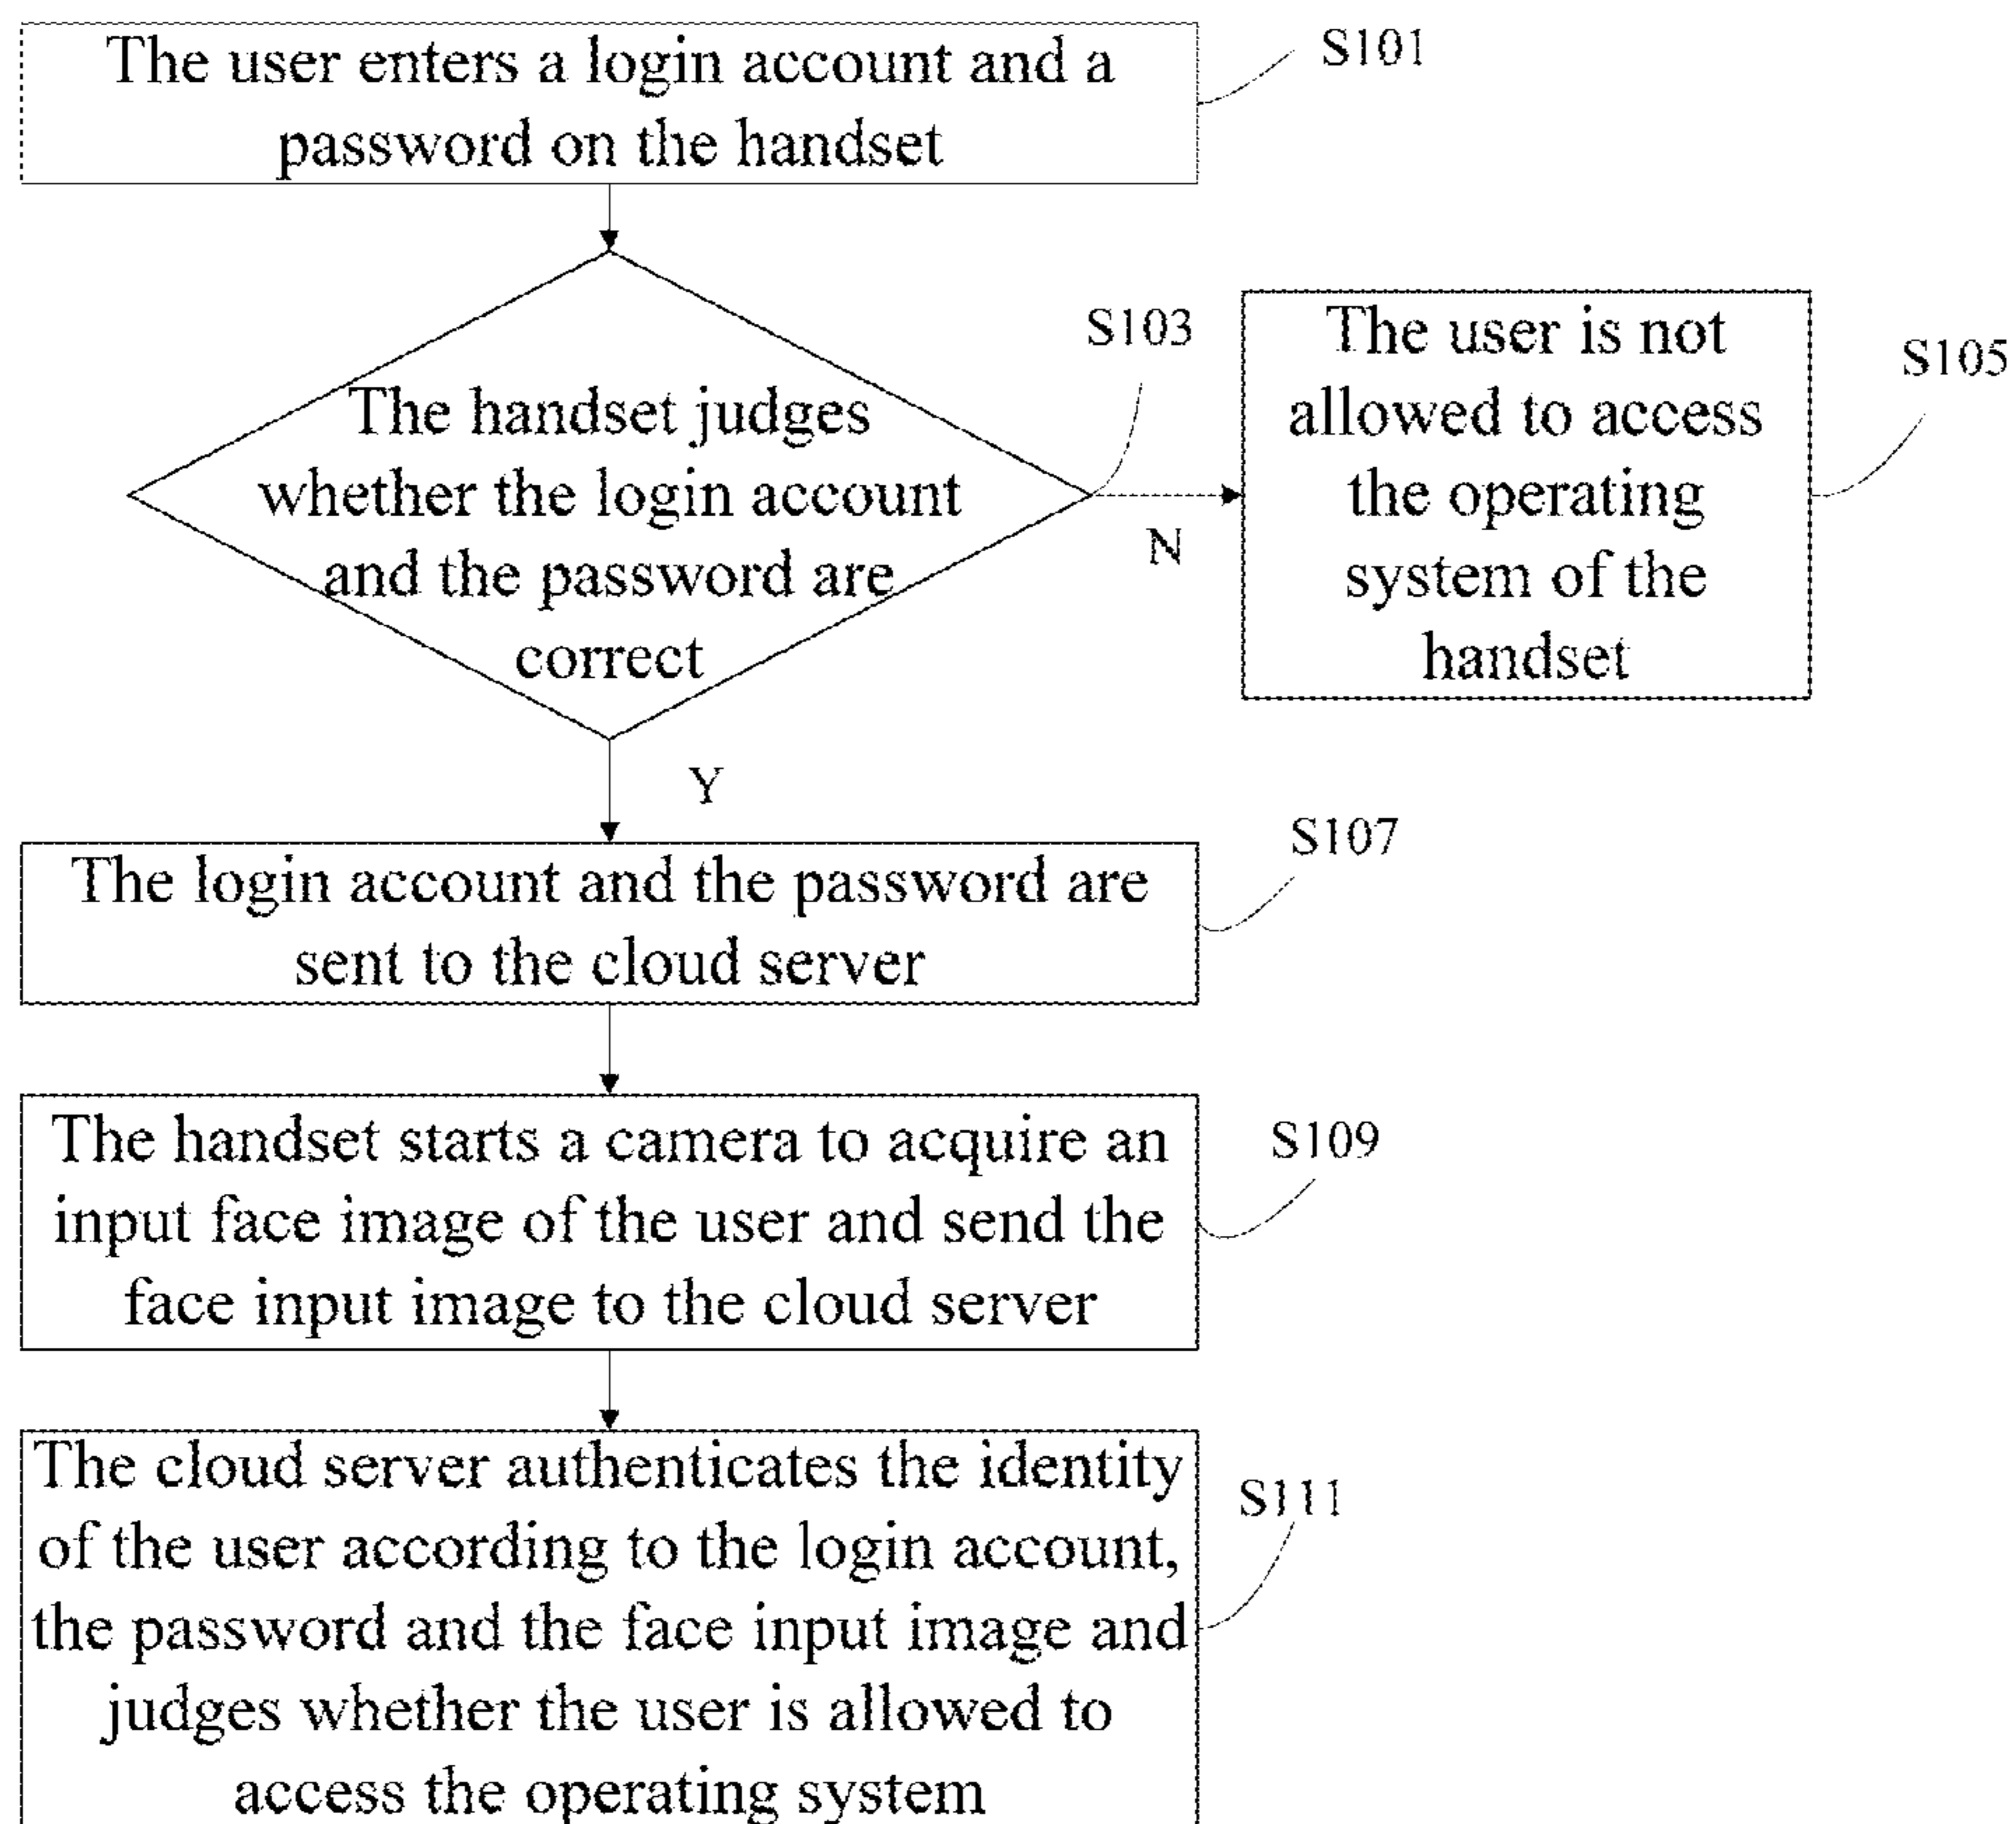 The user enters a login account and a
password on the handset
S101
The handset judges
whether the login account
and the password are
correct
S103
N
The user is not
allowed to access
the operating
system of the
handset
S105
Y
The login account and the password are
sent to the cloud server
S107
The handset starts a camera to acquire an
input face image of the user and send the
face input image to the cloud server
S109
The cloud server authenticates the identity
of the user according to the login account,
the password and the face input image and
judges whether the user is allowed to
access the operating system
S111